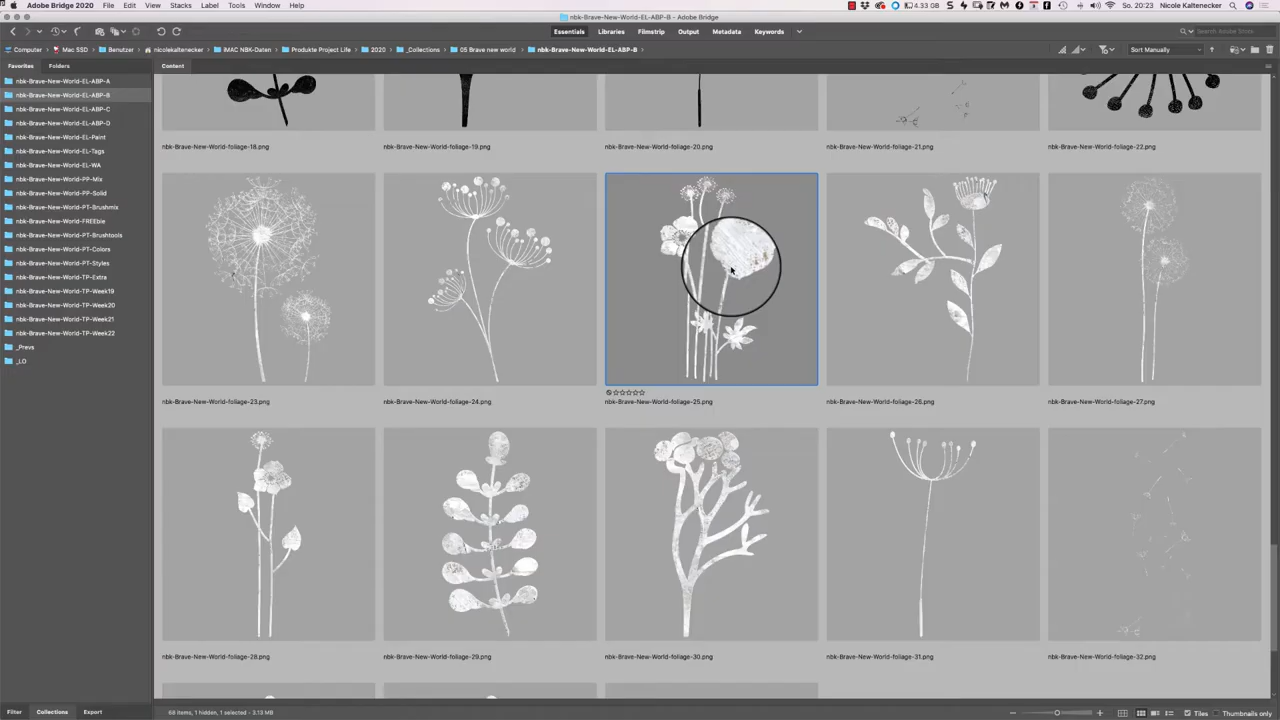 Adobe Bridge 2020 File Edit View Stacks Label Tools Window Help 4.33 GB So. 20:23 Nicole Kaltenecker
nbk-Brave-New-World-EL-ABP-B - Adobe Bridge
Essentials Libraries Filmstrip Output Metadata Keywords Search Adobe Stock
Computer Mac SSD Benutzer nicolekaltenecker iMAC NBK-Daten Produkte Project Life 2020 _Collections 05 Brave new world nbk-Brave-New-World-EL-ABP-B Sort Manually
Favorites Folders Content
nbk-Brave-New-World-EL-ABP-A
nbk-Brave-New-World-EL-ABP-B
nbk-Brave-New-World-EL-ABP-C
nbk-Brave-New-World-EL-ABP-D
nbk-Brave-New-World-EL-Paint
nbk-Brave-New-World-EL-Tags
nbk-Brave-New-World-EL-WA
nbk-Brave-New-World-PP-Mix
nbk-Brave-New-World-PP-Solid
nbk-Brave-New-World-PT-Brushmix
nbk-Brave-New-World-FREEbie
nbk-Brave-New-World-PT-Brushtools
nbk-Brave-New-World-PT-Colors
nbk-Brave-New-World-PT-Styles
nbk-Brave-New-World-TP-Extra
nbk-Brave-New-World-TP-Week19
nbk-Brave-New-World-TP-Week20
nbk-Brave-New-World-TP-Week21
nbk-Brave-New-World-TP-Week22
_Prevs
_LO
nbk-Brave-New-World-foliage-18.png nbk-Brave-New-World-foliage-19.png nbk-Brave-New-World-foliage-20.png nbk-Brave-New-World-foliage-21.png nbk-Brave-New-World-foliage-22.png
nbk-Brave-New-World-foliage-23.png nbk-Brave-New-World-foliage-24.png nbk-Brave-New-World-foliage-25.png nbk-Brave-New-World-foliage-26.png nbk-Brave-New-World-foliage-27.png
nbk-Brave-New-World-foliage-28.png nbk-Brave-New-World-foliage-29.png nbk-Brave-New-World-foliage-30.png nbk-Brave-New-World-foliage-31.png nbk-Brave-New-World-foliage-32.png
Filter Collections Export 68 items, 1 hidden, 1 selected - 3.13 MB Tiles Thumbnails only